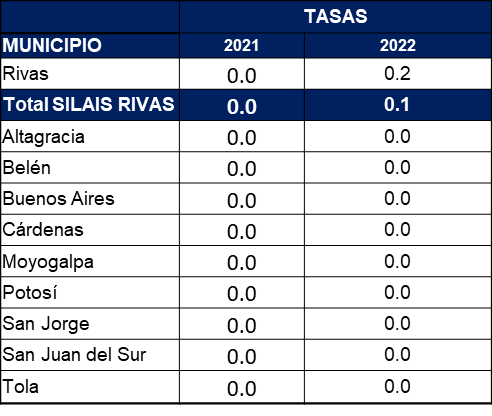 TASAS
MUNICIPIO 2021 2022
Rivas 0.0 0.2
Total SILAIS RIVAS 0.0 0.1
Altagracia 0.0 0.0
Belén 0.0 0.0
Buenos Aires 0.0 0.0
Cárdenas 0.0 0.0
Moyogalpa 0.0 0.0
Potosí 0.0 0.0
San Jorge 0.0 0.0
San Juan del Sur 0.0 0.0
Tola 0.0 0.0